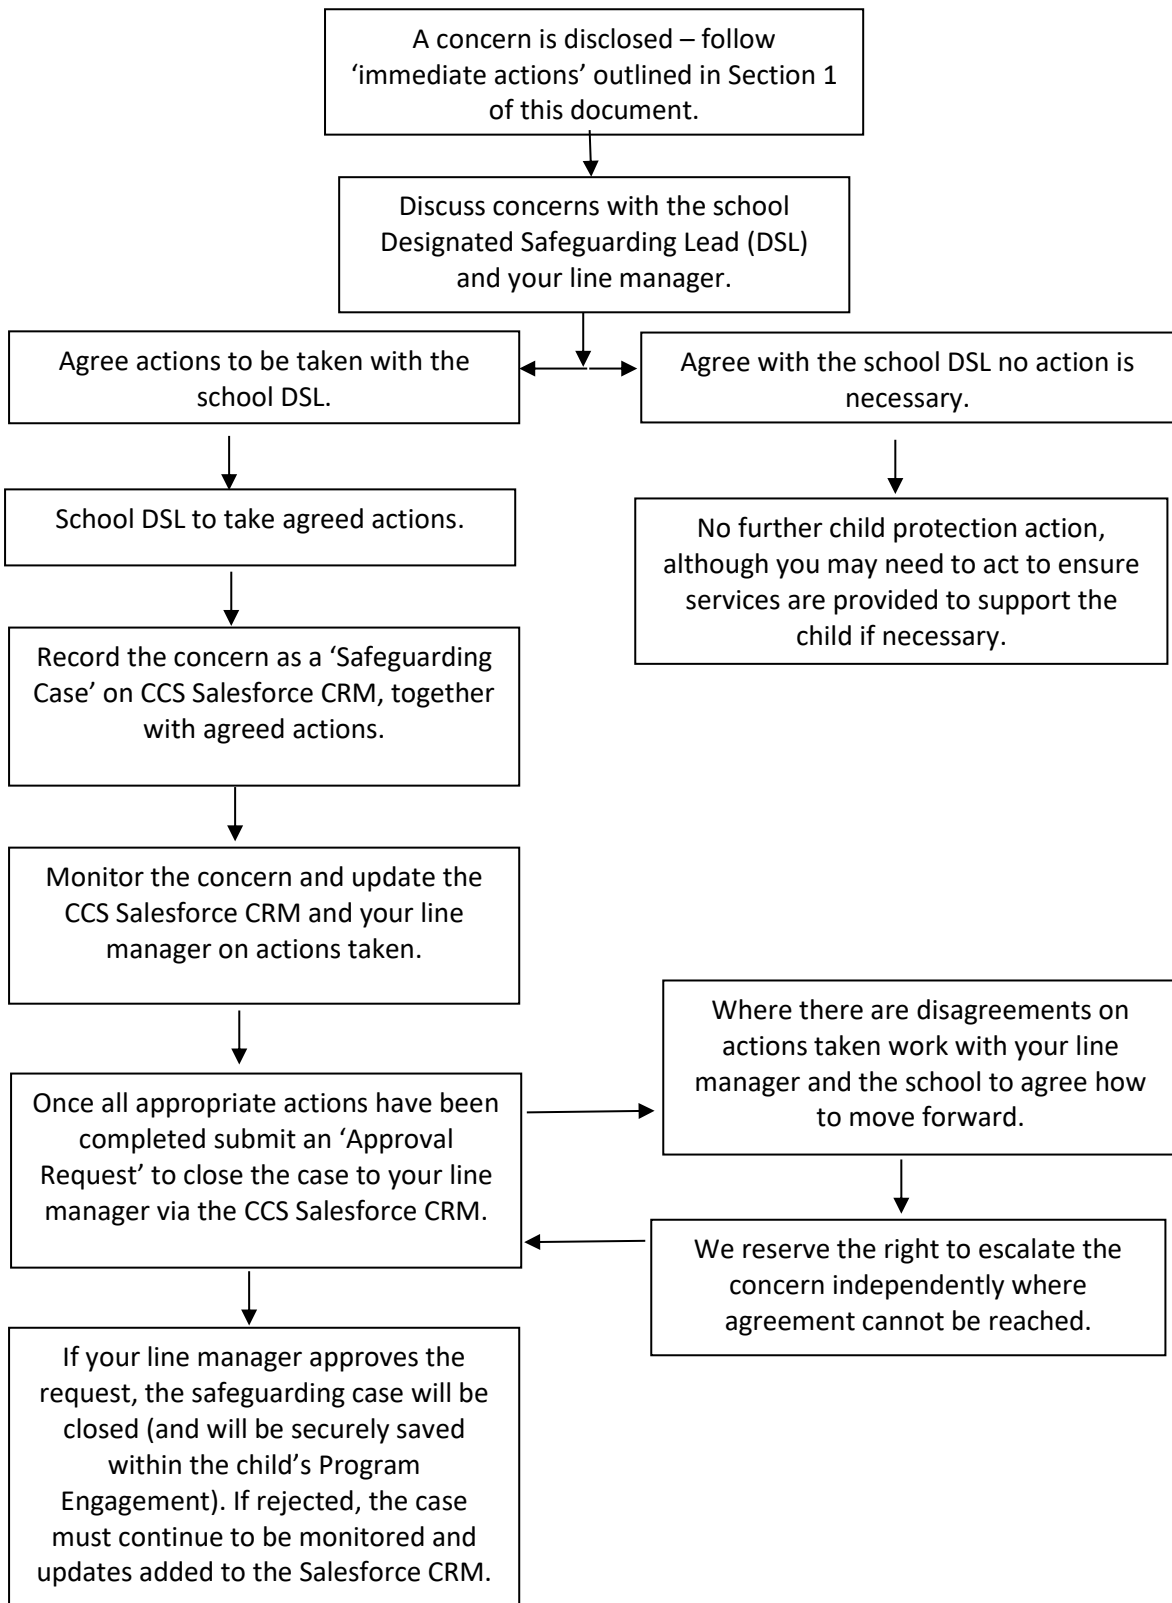 A concern is disclosed – follow
‘immediate actions’ outlined in Section 1
of this document.
Discuss concerns with the school
Designated Safeguarding Lead (DSL)
and your line manager.
Agree actions to be taken with the
school DSL.
Agree with the school DSL no action is
necessary.
School DSL to take agreed actions.
No further child protection action,
although you may need to act to ensure
services are provided to support the
child if necessary.
Record the concern as a ‘Safeguarding
Case’ on CCS Salesforce CRM, together
with agreed actions.
Monitor the concern and update the
CCS Salesforce CRM and your line
manager on actions taken.
Where there are disagreements on
actions taken work with your line
manager and the school to agree how
to move forward.
Once all appropriate actions have been
completed submit an ‘Approval
Request’ to close the case to your line
manager via the CCS Salesforce CRM.
We reserve the right to escalate the
concern independently where
agreement cannot be reached.
If your line manager approves the
request, the safeguarding case will be
closed (and will be securely saved
within the child’s Program
Engagement). If rejected, the case
must continue to be monitored and
updates added to the Salesforce CRM.